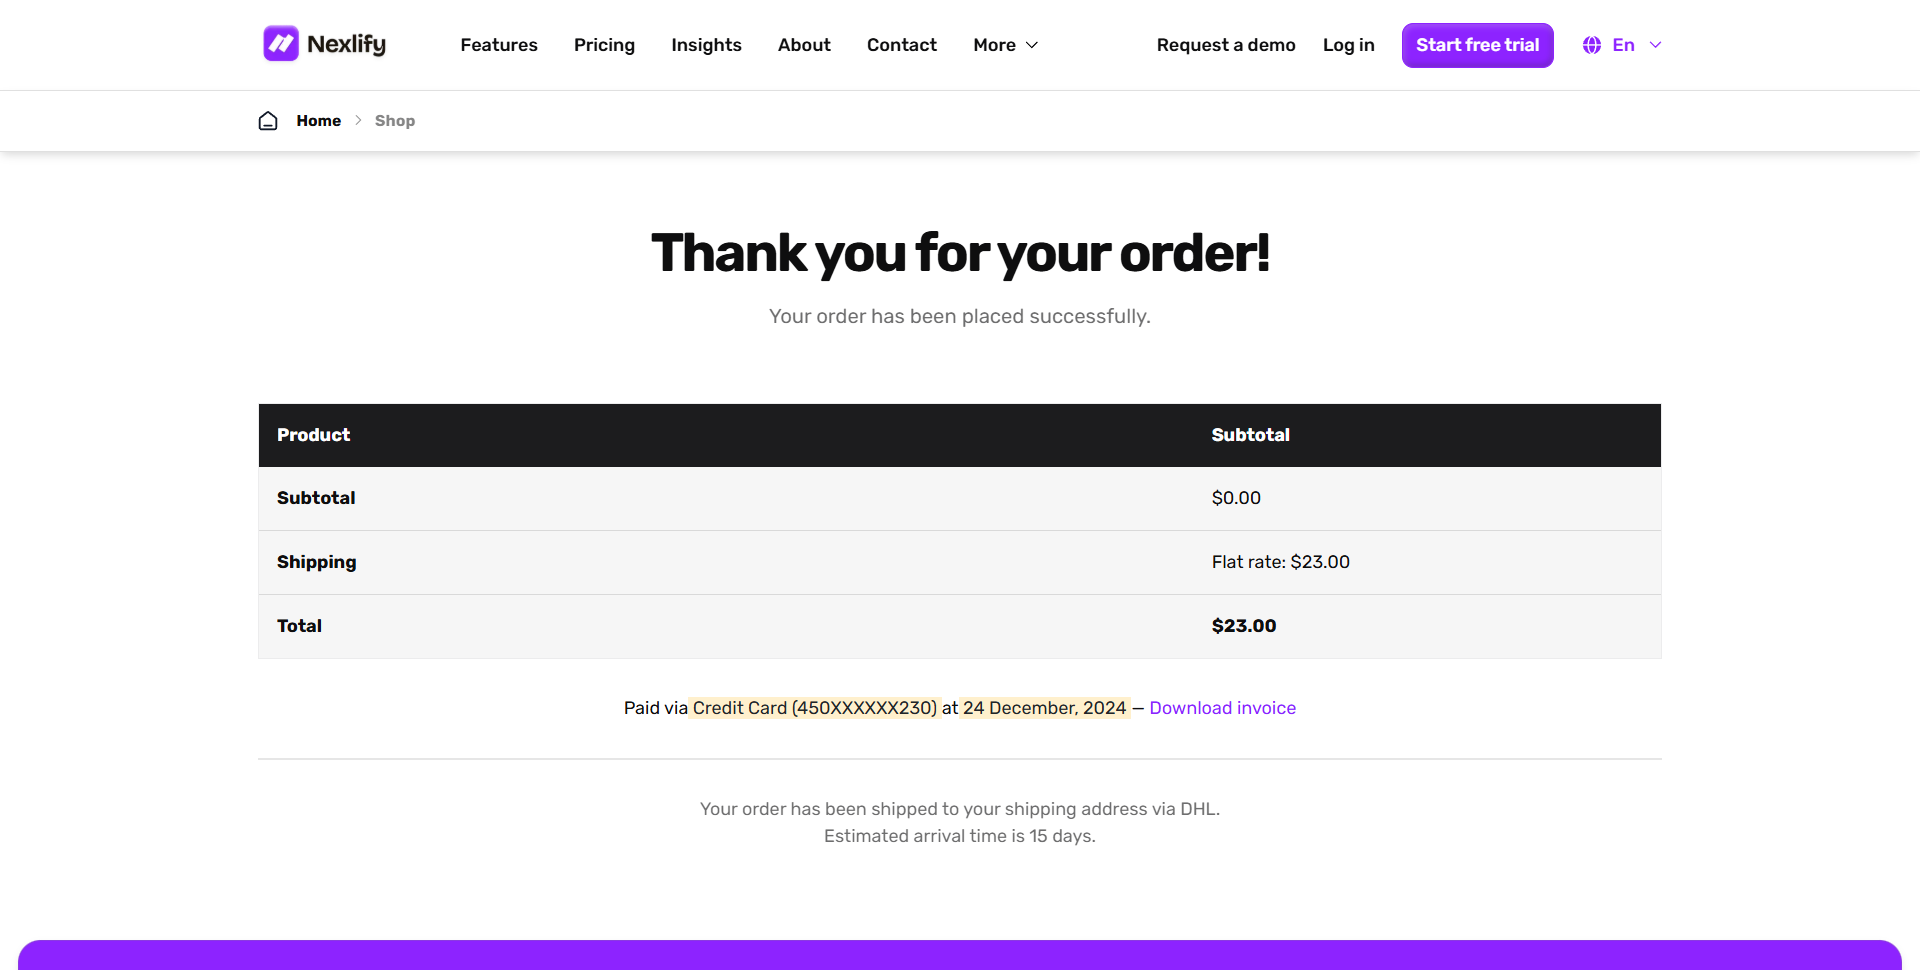 Nexlify
Features Pricing Insights About Contact More
Request a demo Log in Start free trial En
Home Shop
Thank you for your order!
Your order has been placed successfully.
Product Subtotal
Subtotal $0.00
Shipping Flat rate: $23.00
Total $23.00
Paid via Credit Card (450XXXXXX230) at 24 December, 2024 — Download invoice
Your order has been shipped to your shipping address via DHL.
Estimated arrival time is 15 days.